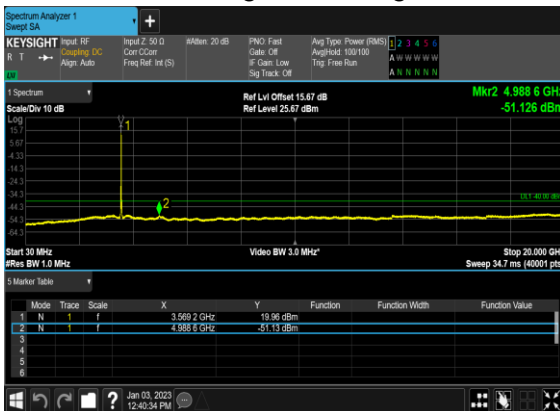 Spectrum Analyzer 1
Swept SA
+
KEYSIGHT Input: RF Input Z: 50 Ω #Atten: 20 dB PNO: Fast Avg Type: Power (RMS) 1 2 3 4 5 6
R T Coupling: DC Corr CCorr Gate: Off Avg|Hold: 100/100 A W W W W W
Align: Auto Freq Ref: Int (S) IF Gain: Low Trig: Free Run
Sig Track: Off A N N N N N
1 Spectrum Ref Lvl Offset 15.67 dB Mkr2 4.988 6 GHz
Scale/Div 10 dB Ref Level 25.67 dBm -51.126 dBm
Log
15.7
5.67
-4.33
-14.3
-24.3
-34.3
-44.3
-54.3
-64.3
1
2
DL1 -40.00 dBm
Start 30 MHz Video BW 3.0 MHz* Stop 20.000 GHz
#Res BW 1.0 MHz Sweep 34.7 ms (40001 pts)
5 Marker Table
Mode Trace Scale X Y Function Function Width Function Value
1 N 1 f 3.569 2 GHz 19.96 dBm
2 N 1 f 4.988 6 GHz -51.13 dBm
3
4
5
6
? Jan 03, 2023
12:40:34 PM